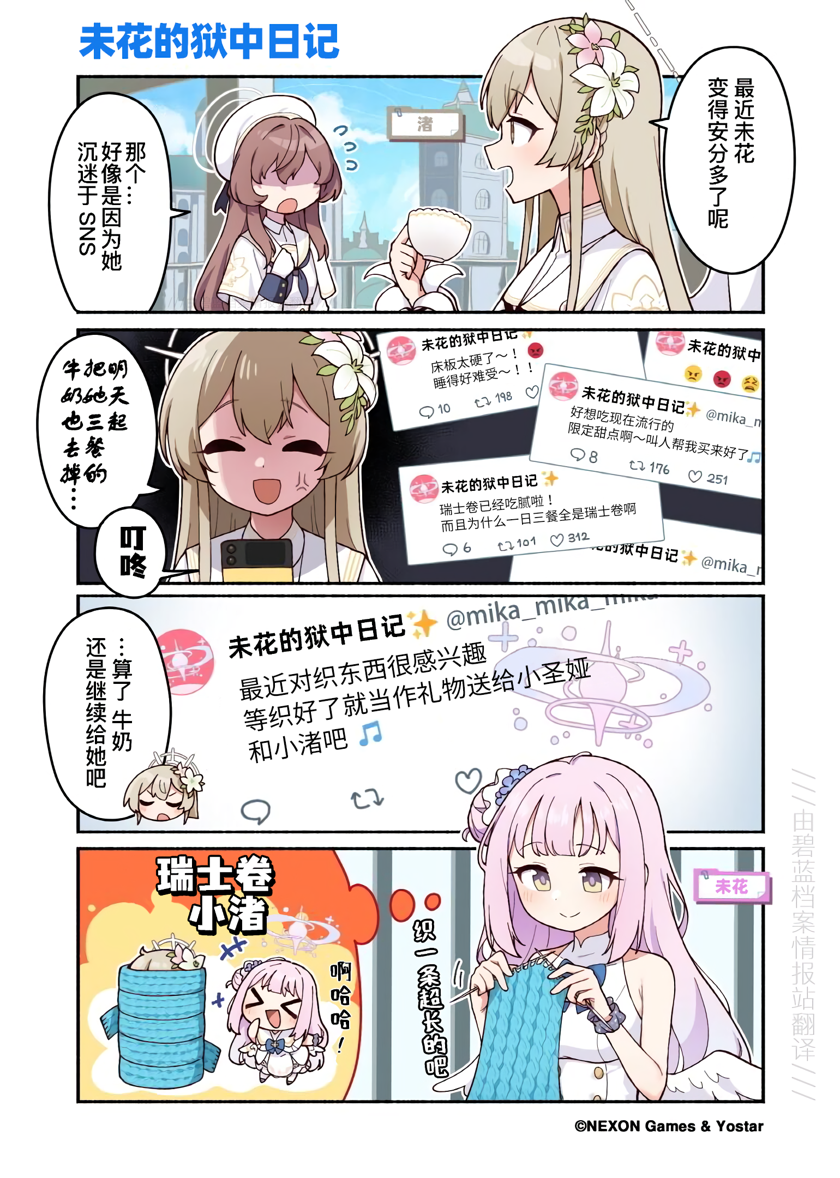 未花的狱中日记
最近未花
变得安分多了呢
渚
那个…
好像是因为她
沉迷于 SNS
明天起
把她三餐的
牛奶也去掉…
叮咚
未花的狱中日记✨
床板太硬了～！😡
睡得好难受～！！
10 198
未花的狱中
😠😡😫
未花的狱中日记✨ @mika_m
好想吃现在流行的
限定甜点啊～叫人帮我买来好了🎵
8 176 251
未花的狱中日记✨
瑞士卷已经吃腻啦！
而且为什么一日三餐全是瑞士卷啊
6 101 312
花的狱中日记✨ @mika_m
未花的狱中日记✨ @mika_mika_mika
最近对织东西很感兴趣
等织好了就当作礼物送给小圣娅
和小渚吧🎵
…算了 牛奶
还是继续给她吧
未花
织一条超长的吧
瑞士卷
小渚
啊哈哈！
///由碧蓝档案情报站翻译///
©NEXON Games & Yostar